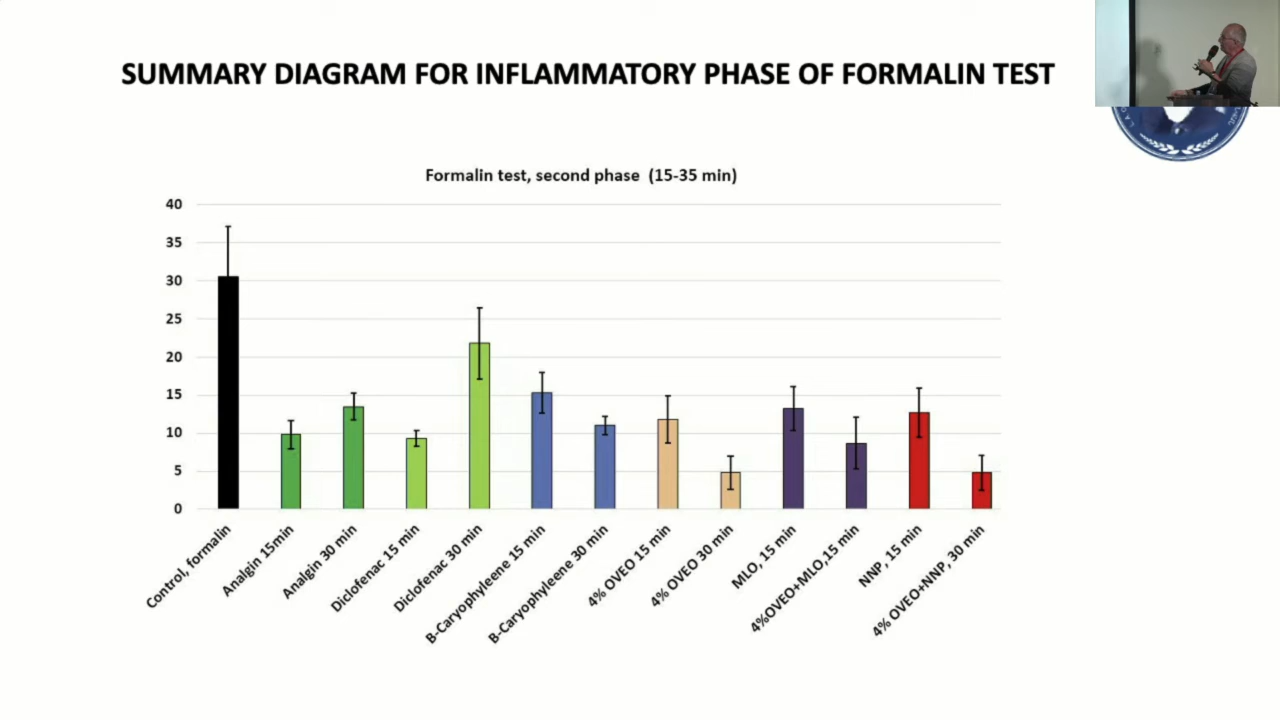 SUMMARY DIAGRAM FOR INFLAMMATORY PHASE OF FORMALIN TEST
Formalin test, second phase (15-35 min)
40
35
30
25
20
15
10
5
0
Control, formalin
Analgin 15min
Analgin 30 min
Diclofenac 15 min
Diclofenac 30 min
B-Caryophyleene 15 min
B-Caryophyleene 30 min
4% OVEO 15 min
4% OVEO 30 min
MLO, 15 min
4%OVEO+MLO,15 min
NNP, 15 min
4% OVEO+NNP, 30 min